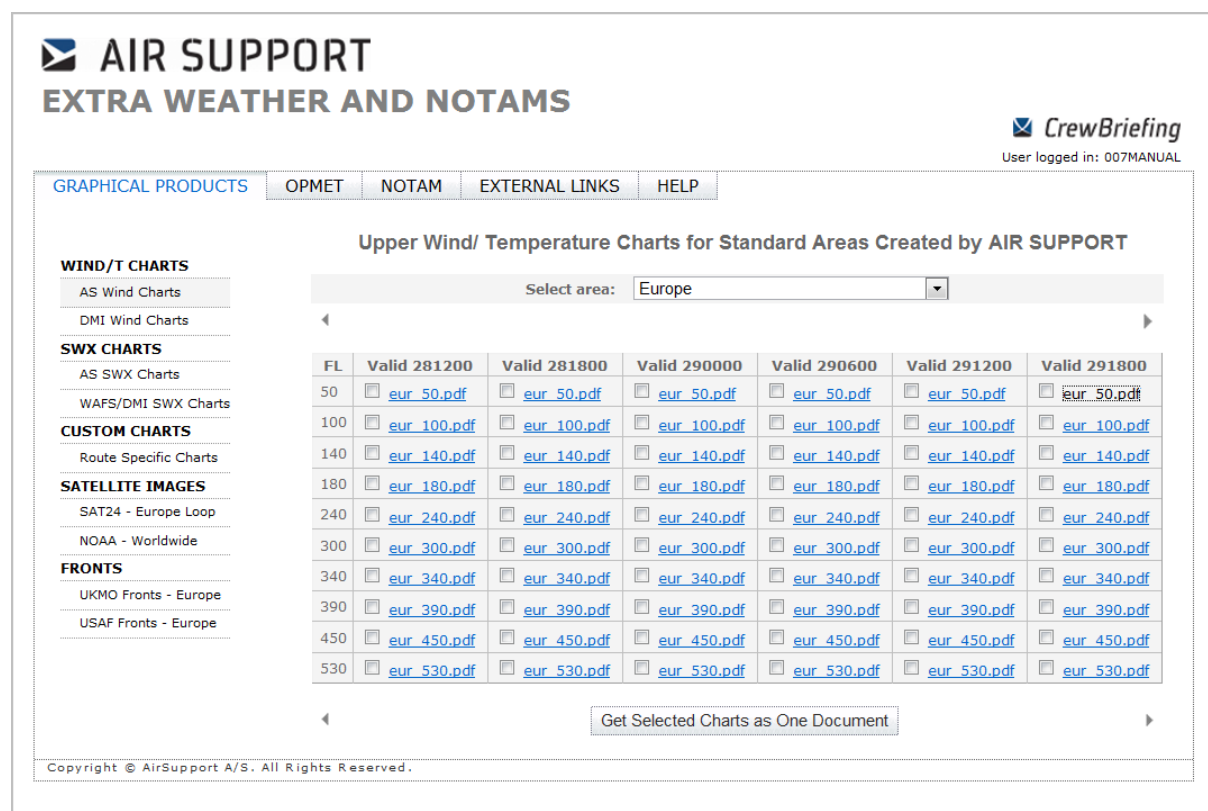 AIR SUPPORT
EXTRA WEATHER AND NOTAMS
CrewBriefing
User logged in: 007MANUAL
GRAPHICAL PRODUCTS OPMET NOTAM EXTERNAL LINKS HELP
Upper Wind/ Temperature Charts for Standard Areas Created by AIR SUPPORT
WIND/T CHARTS
AS Wind Charts
DMI Wind Charts
SWX CHARTS
AS SWX Charts
WAFS/DMI SWX Charts
CUSTOM CHARTS
Route Specific Charts
SATELLITE IMAGES
SAT24 - Europe Loop
NOAA - Worldwide
FRONTS
UKMO Fronts - Europe
USAF Fronts - Europe
Select area: Europe
FL Valid 281200 Valid 281800 Valid 290000 Valid 290600 Valid 291200 Valid 291800
50 eur_50.pdf eur_50.pdf eur_50.pdf eur_50.pdf eur_50.pdf eur_50.pdf
100 eur_100.pdf eur_100.pdf eur_100.pdf eur_100.pdf eur_100.pdf eur_100.pdf
140 eur_140.pdf eur_140.pdf eur_140.pdf eur_140.pdf eur_140.pdf eur_140.pdf
180 eur_180.pdf eur_180.pdf eur_180.pdf eur_180.pdf eur_180.pdf eur_180.pdf
240 eur_240.pdf eur_240.pdf eur_240.pdf eur_240.pdf eur_240.pdf eur_240.pdf
300 eur_300.pdf eur_300.pdf eur_300.pdf eur_300.pdf eur_300.pdf eur_300.pdf
340 eur_340.pdf eur_340.pdf eur_340.pdf eur_340.pdf eur_340.pdf eur_340.pdf
390 eur_390.pdf eur_390.pdf eur_390.pdf eur_390.pdf eur_390.pdf eur_390.pdf
450 eur_450.pdf eur_450.pdf eur_450.pdf eur_450.pdf eur_450.pdf eur_450.pdf
530 eur_530.pdf eur_530.pdf eur_530.pdf eur_530.pdf eur_530.pdf eur_530.pdf
Get Selected Charts as One Document
Copyright © AirSupport A/S. All Rights Reserved.